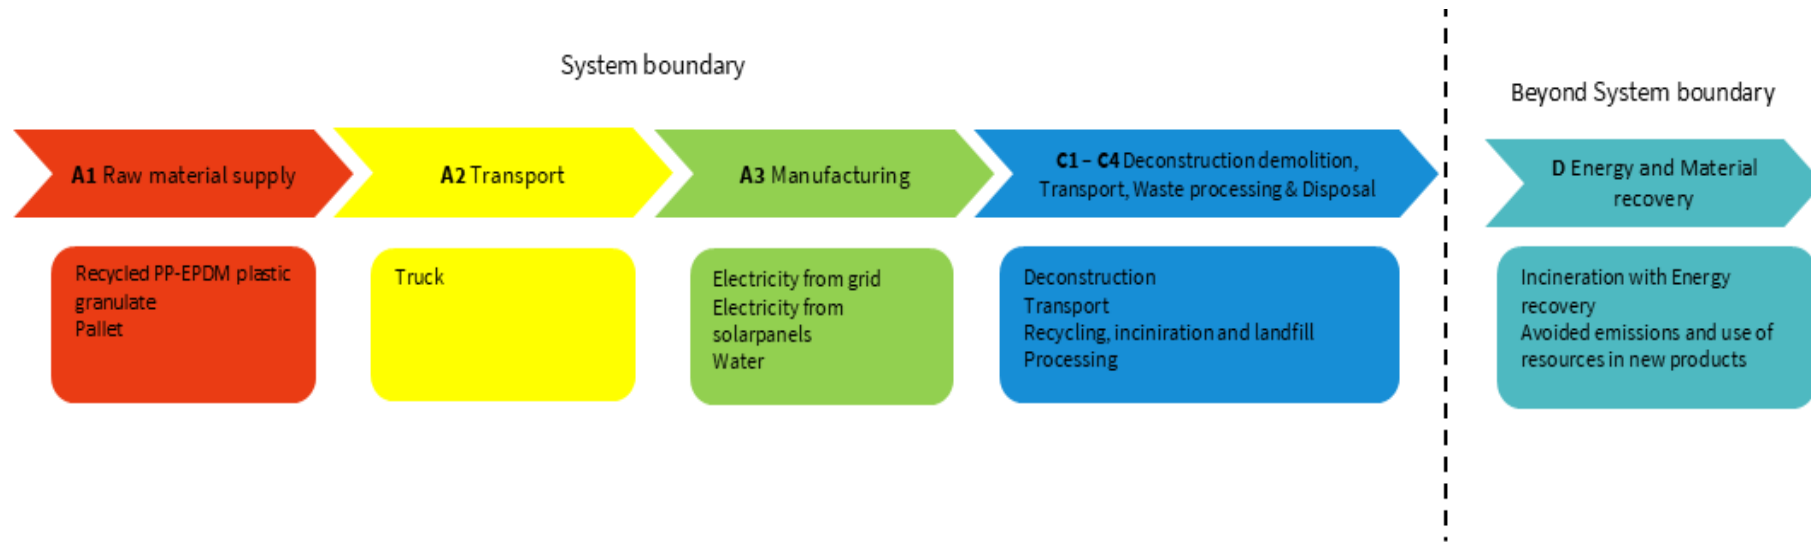 System boundary
Beyond System boundary
A1 Raw material supply
A2 Transport
A3 Manufacturing
C1 – C4 Deconstruction demolition,
Transport, Waste processing & Disposal
D Energy and Material
recovery
Recycled PP-EPDM plastic
granulate
Pallet
Truck
Electricity from grid
Electricity from
solarpanels
Water
Deconstruction
Transport
Recycling, inciniration and landfill
Processing
Incineration with Energy
recovery
Avoided emissions and use of
resources in new products